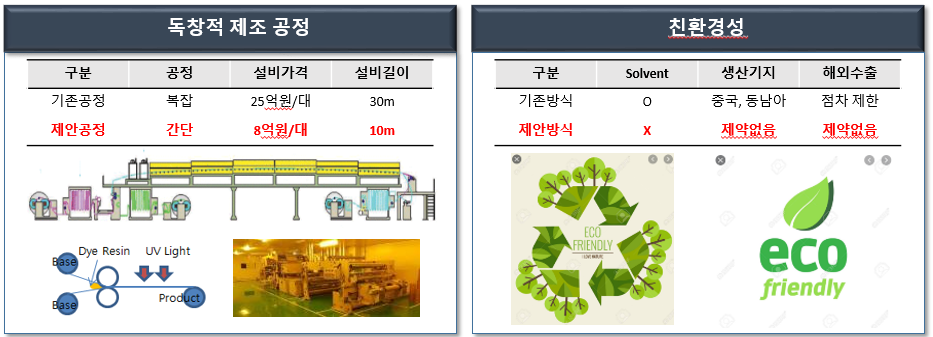 독창적 제조 공정
구분 공정 설비가격 설비길이
기존공정 복잡 25억원/대 30m
제안공정 간단 8억원/대 10m
Base
Dye Resin
UV Light
Base
Product
친환경성
구분 Solvent 생산기지 해외수출
기존방식 O 중국, 동남아 점차 제한
제안방식 X 제약없음 제약없음
ECO
FRIENDLY
eco
friendly